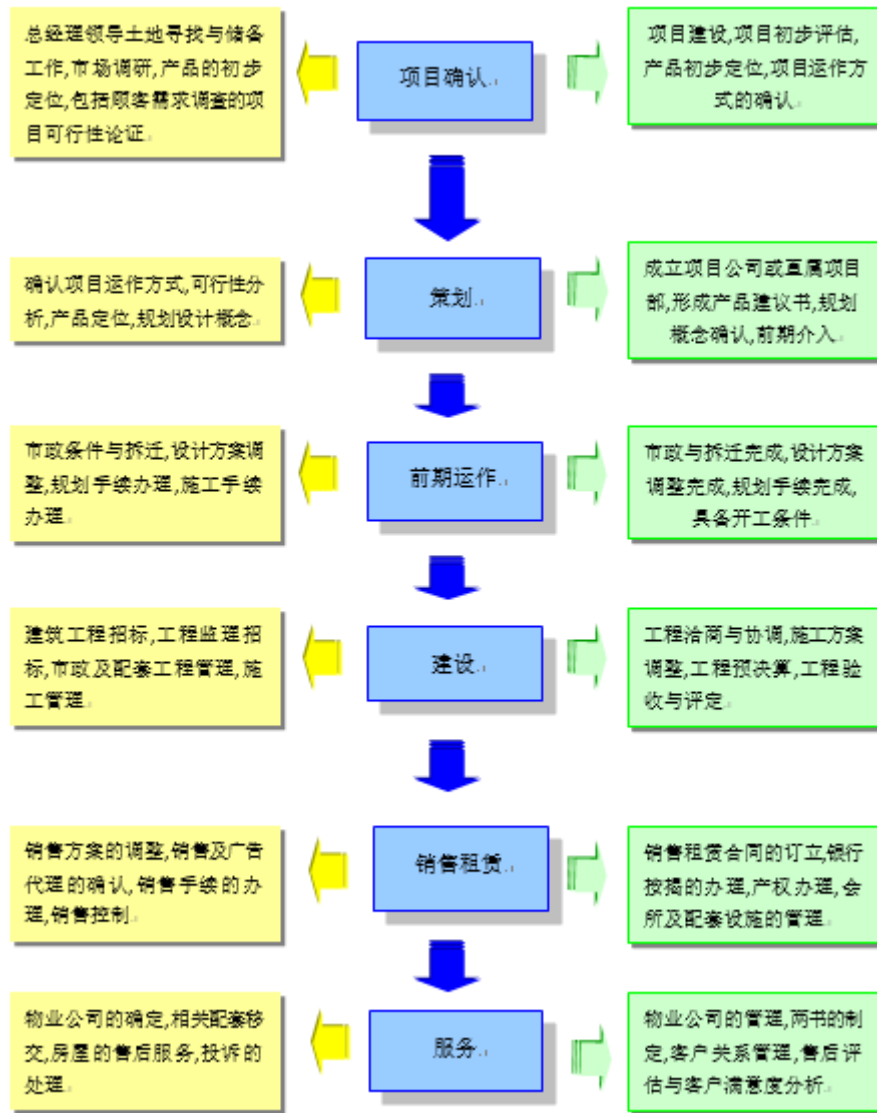 总经理领导土地寻找与储备
工作,市场调研,产品的初步
定位,包括顾客需求调查的项
目可行性论证
项目确认
项目建设,项目初步评估,
产品初步定位,项目运作方
式的确认
确认项目运作方式,可行性分
析,产品定位,规划设计概念
策划
成立项目公司或直属项目
部,形成产品建议书,规划
概念确认,前期介入
市政条件与拆迁,设计方案调
整,规划手续办理,施工手续
办理
前期运作
市政与拆迁完成,设计方案
调整完成,规划手续完成,
具备开工条件
建筑工程招标,工程监理招
标,市政及配套工程管理,施
工管理
建设
工程洽商与协调,施工方案
调整,工程预决算,工程验
收与评定
销售方案的调整,销售及广告
代理的确认,销售手续的办
理,销售控制
销售租赁
销售租赁合同的订立,银行
按揭的办理,产权办理,会
所及配套设施的管理
物业公司的确定,相关配套移
交,房屋的售后服务,投诉的
处理
服务
物业公司的管理,两书的制
定,客户关系管理,售后评
估与客户满意度分析